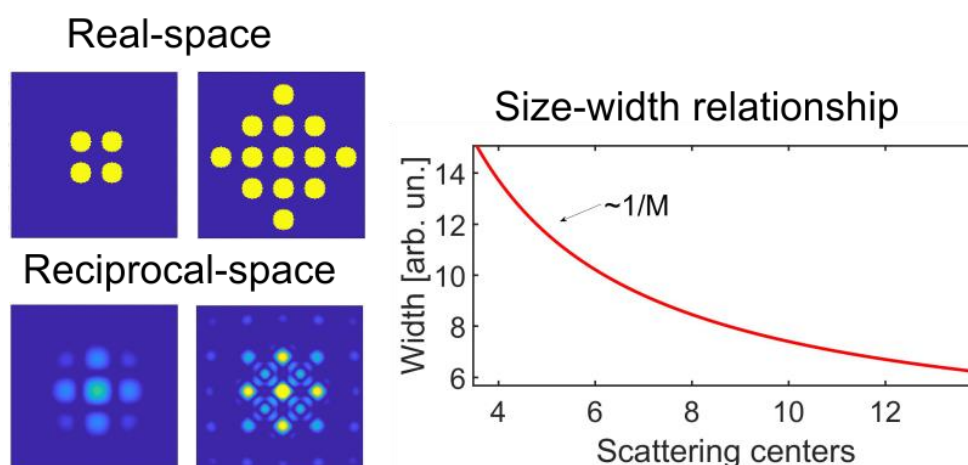 Real-space
Reciprocal-space
Size-width relationship
Width [arb. un.]
14
12
10
8
6
~1/M
4 6 8 10 12
Scattering centers